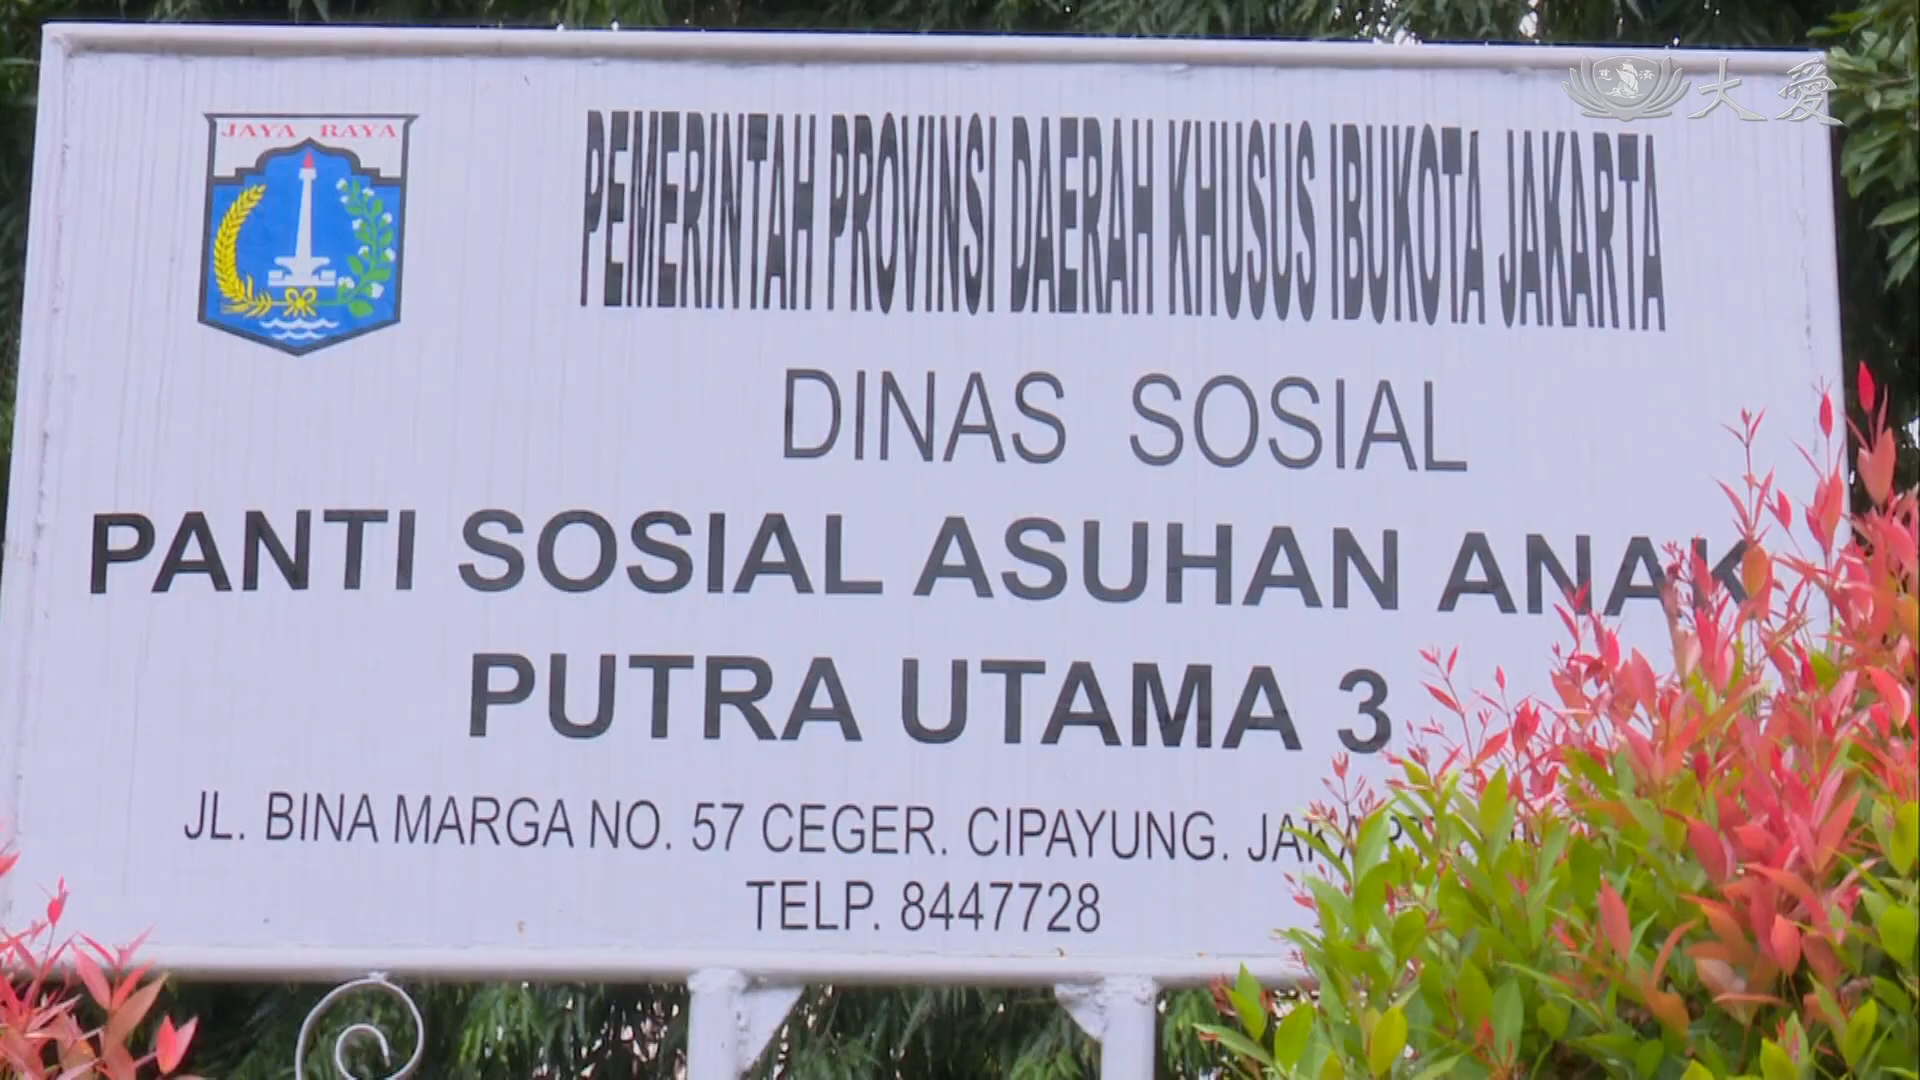 大愛
JAYA RAYA
PEMERINTAH PROVINSI DAERAH KHUSUS IBUKOTA JAKARTA
DINAS SOSIAL
PANTI SOSIAL ASUHAN ANAK
PUTRA UTAMA 3
JL. BINA MARGA NO. 57 CEGER. CIPAYUNG.
TELP. 8447728